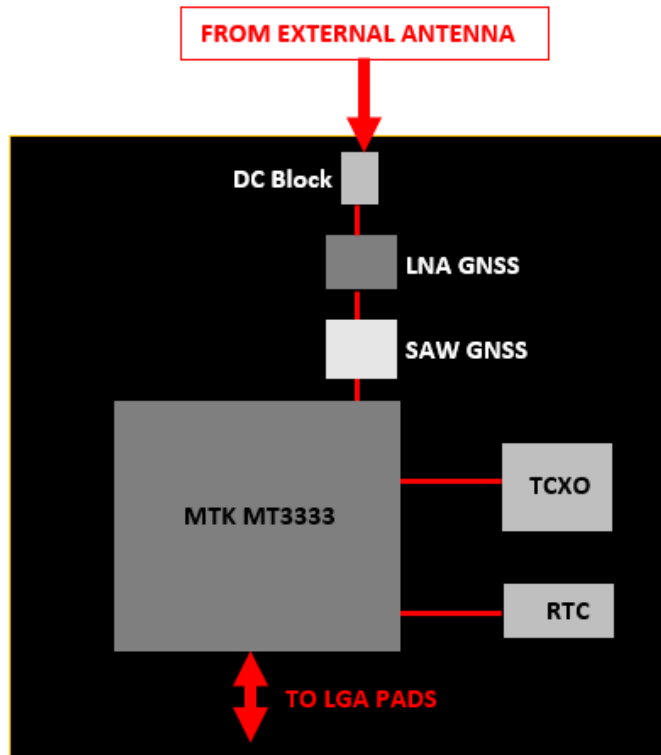 FROM EXTERNAL ANTENNA
DC Block
LNA GNSS
SAW GNSS
MTK MT3333
TCXO
RTC
TO LGA PADS